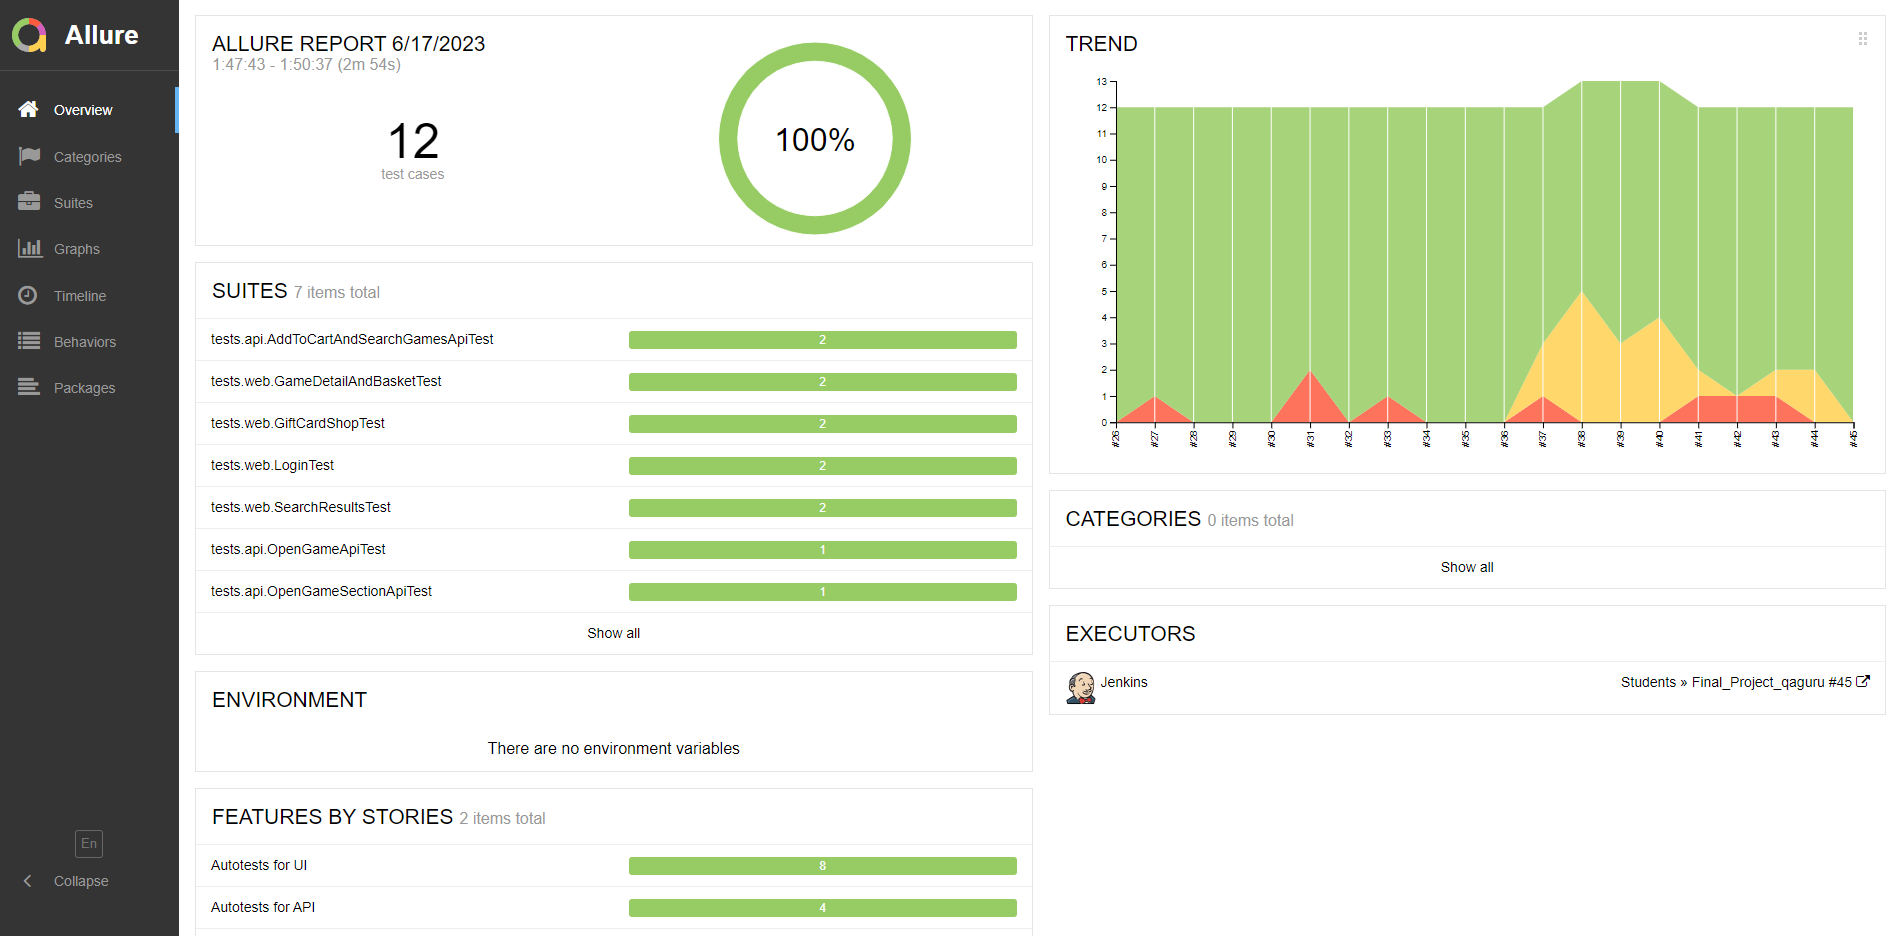 Allure
Overview
Categories
Suites
Graphs
Timeline
Behaviors
Packages
En
Collapse
ALLURE REPORT 6/17/2023
1:47:43 - 1:50:37 (2m 54s)
12
test cases
100%
SUITES 7 items total
tests.api.AddToCartAndSearchGamesApiTest 2
tests.web.GameDetailAndBasketTest 2
tests.web.GiftCardShopTest 2
tests.web.LoginTest 2
tests.web.SearchResultsTest 2
tests.api.OpenGameApiTest 1
tests.api.OpenGameSectionApiTest 1
Show all
ENVIRONMENT
There are no environment variables
FEATURES BY STORIES 2 items total
Autotests for UI 8
Autotests for API 4
TREND
13
12
11
10
9
8
7
6
5
4
3
2
1
0
#26 #27 #28 #29 #30 #31 #32 #33 #34 #35 #36 #37 #38 #39 #40 #41 #42 #43 #44 #45
CATEGORIES 0 items total
Show all
EXECUTORS
Jenkins Students » Final_Project_qaguru #45